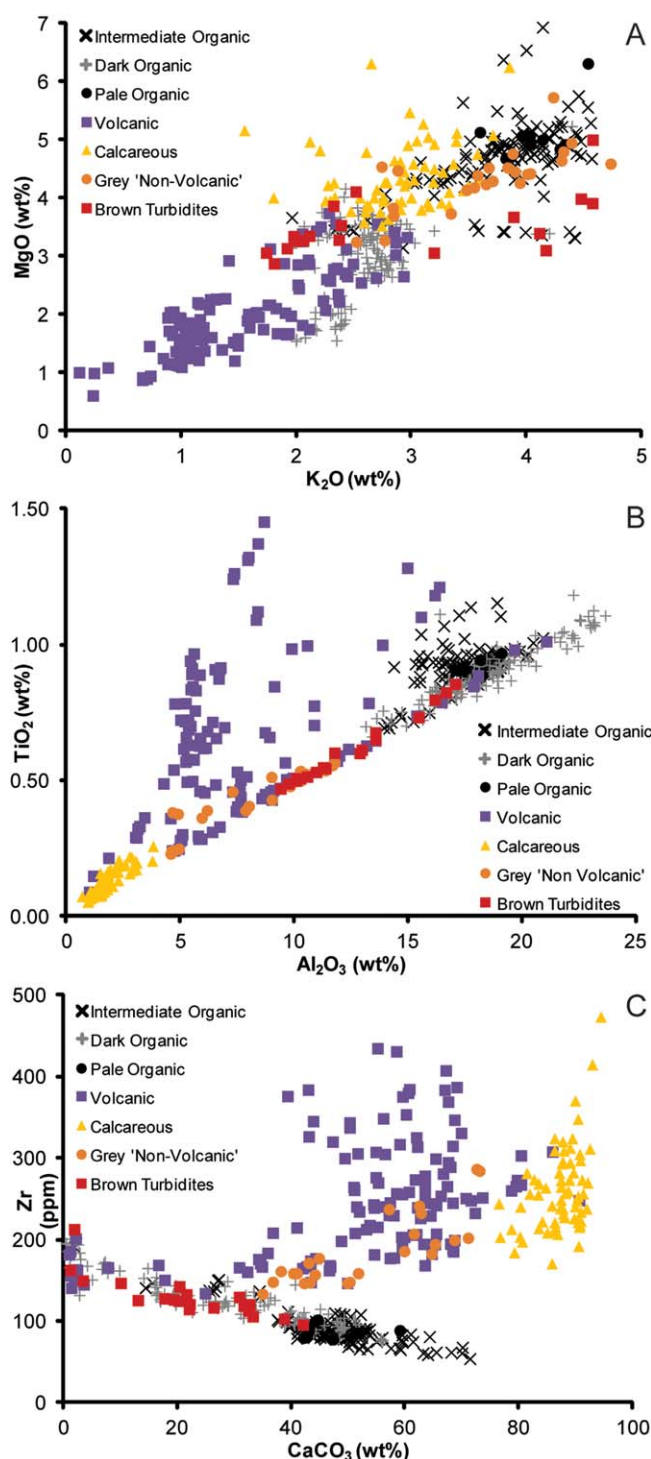 A
Intermediate Organic
Dark Organic
Pale Organic
Volcanic
Calcareous
Grey 'Non-Volcanic'
Brown Turbidites
7
6
5
4
3
2
1
0
MgO (wt%)
0 1 2 3 4 5
K₂O (wt%)
B
1.50
1.00
0.50
0.00
TiO₂ (wt%)
Intermediate Organic
Dark Organic
Pale Organic
Volcanic
Calcareous
Grey 'Non Volcanic'
Brown Turbidites
0 5 10 15 20 25
Al₂O₃ (wt%)
C
Intermediate Organic
Dark Organic
Pale Organic
Volcanic
Calcareous
Grey 'Non-Volcanic'
Brown Turbidites
500
400
300
200
100
0
Zr
(ppm)
0 20 40 60 80 100
CaCO₃ (wt%)